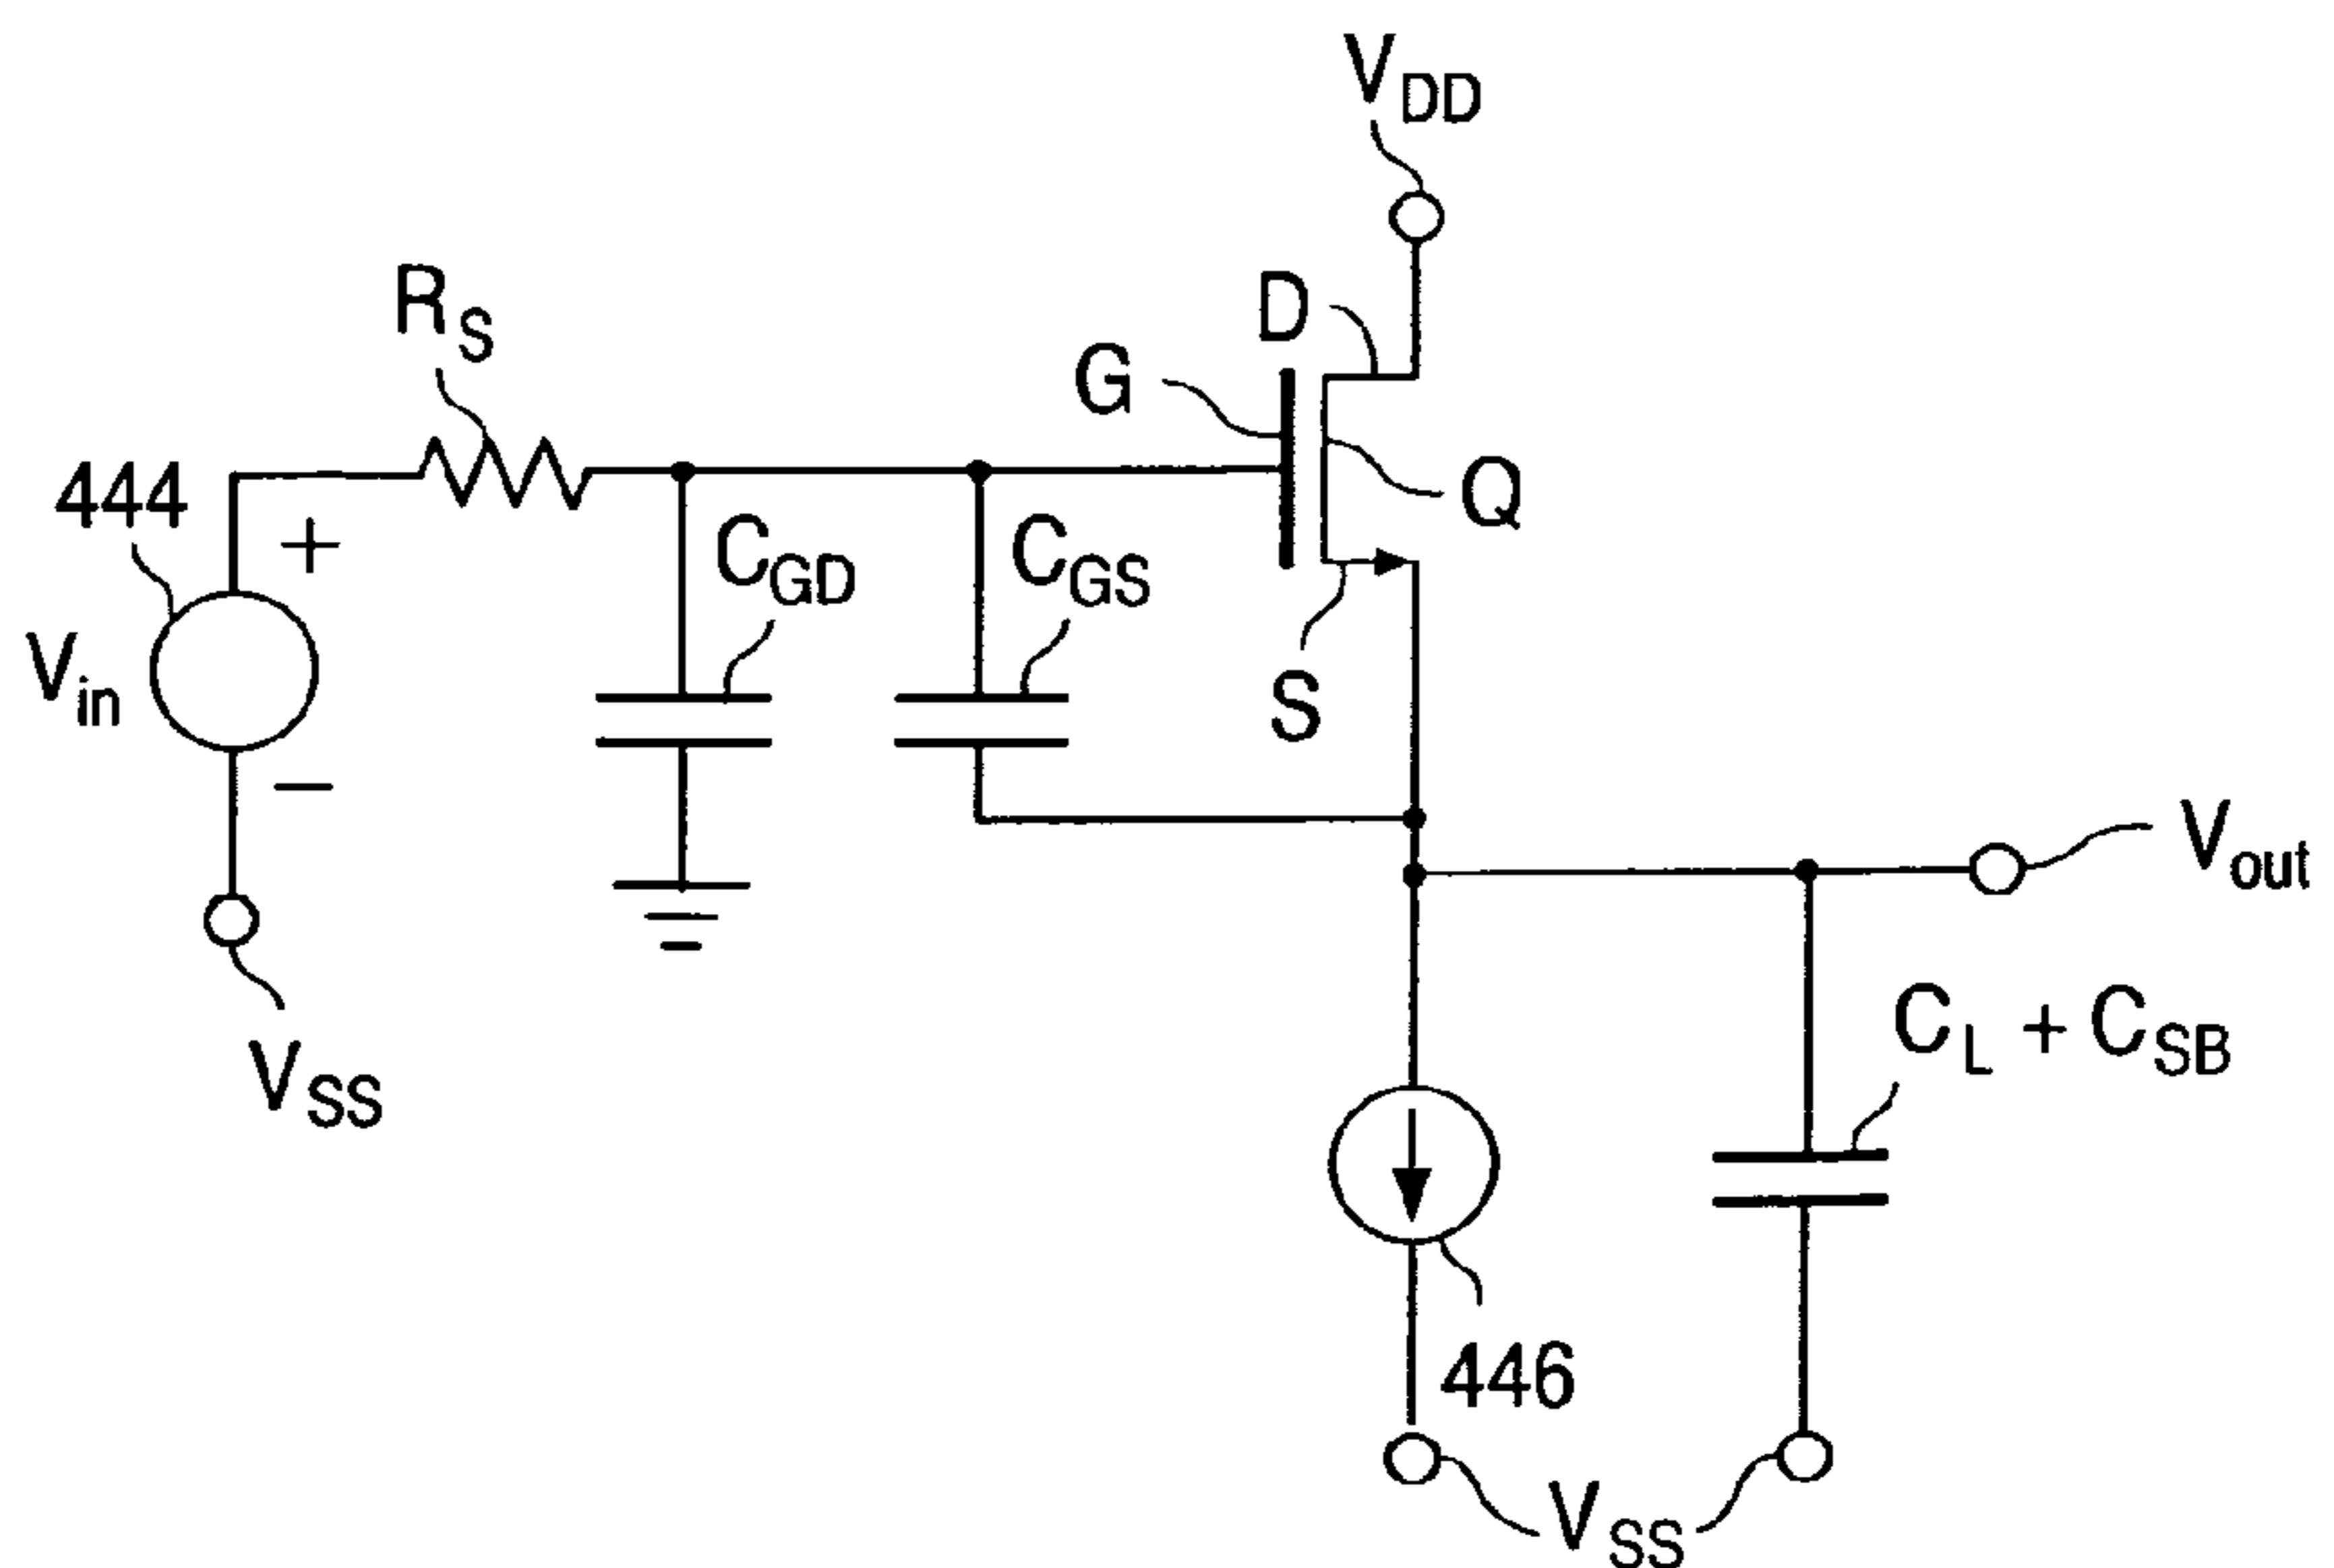 V_DD
R_S
D
G
444
+
C_GD
C_GS
Q
V_in
S
−
V_out
C_L + C_SB
V_SS
446
V_SS